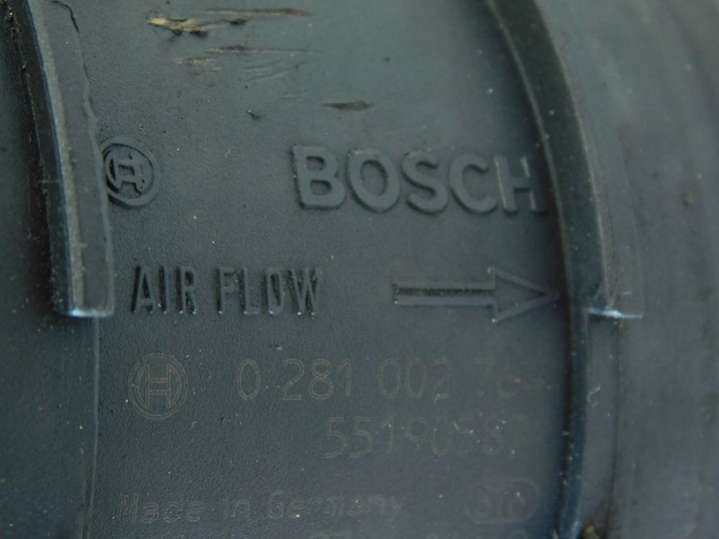 BOSCH
AIR FLOW
0 281 002
Made in Germany